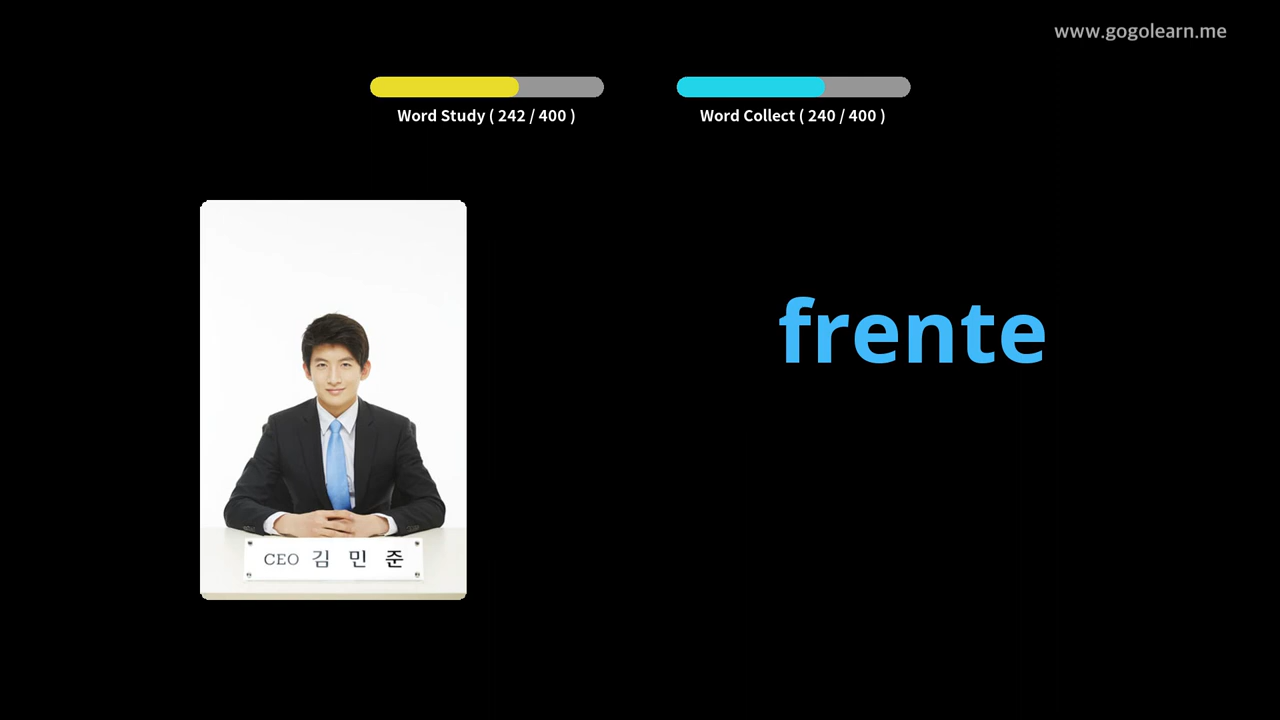 www.gogolearn.me
Word Study ( 242 / 400 )
Word Collect ( 240 / 400 )
frente
CEO 김 민 준